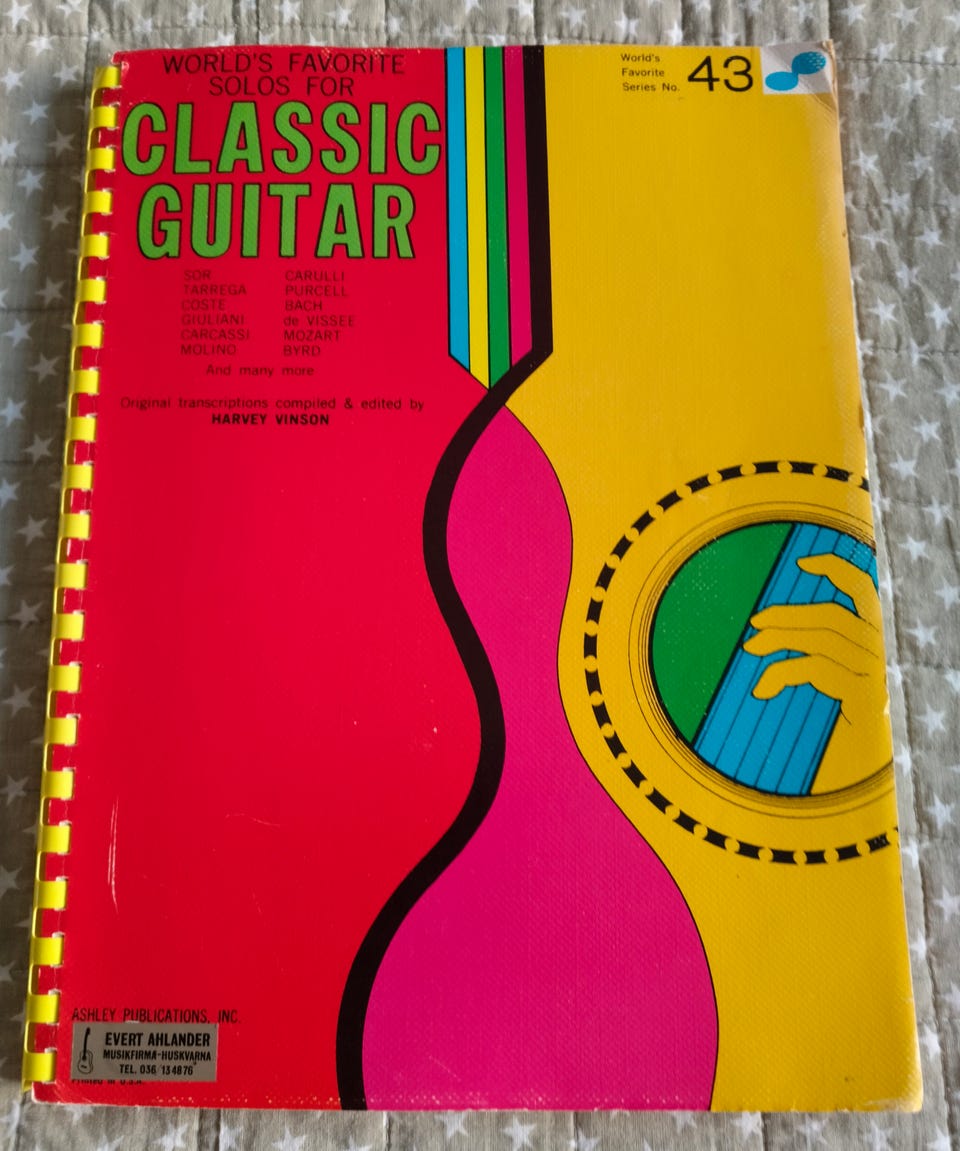 WORLD'S FAVORITE
SOLOS FOR
CLASSIC
GUITAR
SOR CARULLI
TARREGA PURCELL
COSTE BACH
GIULIANI de VISSEE
CARCASSI MOZART
MOLINO BYRD
And many more
Original transcriptions compiled & edited by
HARVEY VINSON
World's
Favorite
Series No. 43
ASHLEY PUBLICATIONS, INC.
EVERT AHLANDER
MUSIKFIRMA-HUSKVARNA
TEL. 036/134876
Printed in U.S.A.